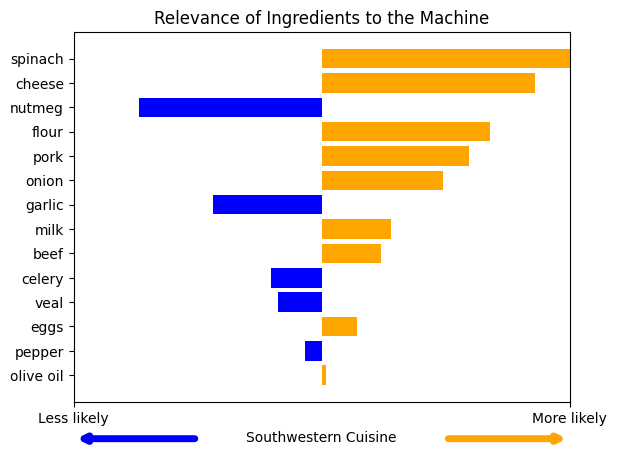 Relevance of Ingredients to the Machine
spinach
cheese
nutmeg
flour
pork
onion
garlic
milk
beef
celery
veal
eggs
pepper
olive oil
Less likely
More likely
Southwestern Cuisine